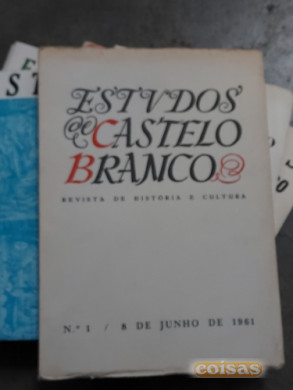 ESTVDOS
DE CASTELO
BRANCO
REVISTA DE HISTÓRIA E CULTURA
N.º 1 / 8 DE JUNHO DE 1961
coisas